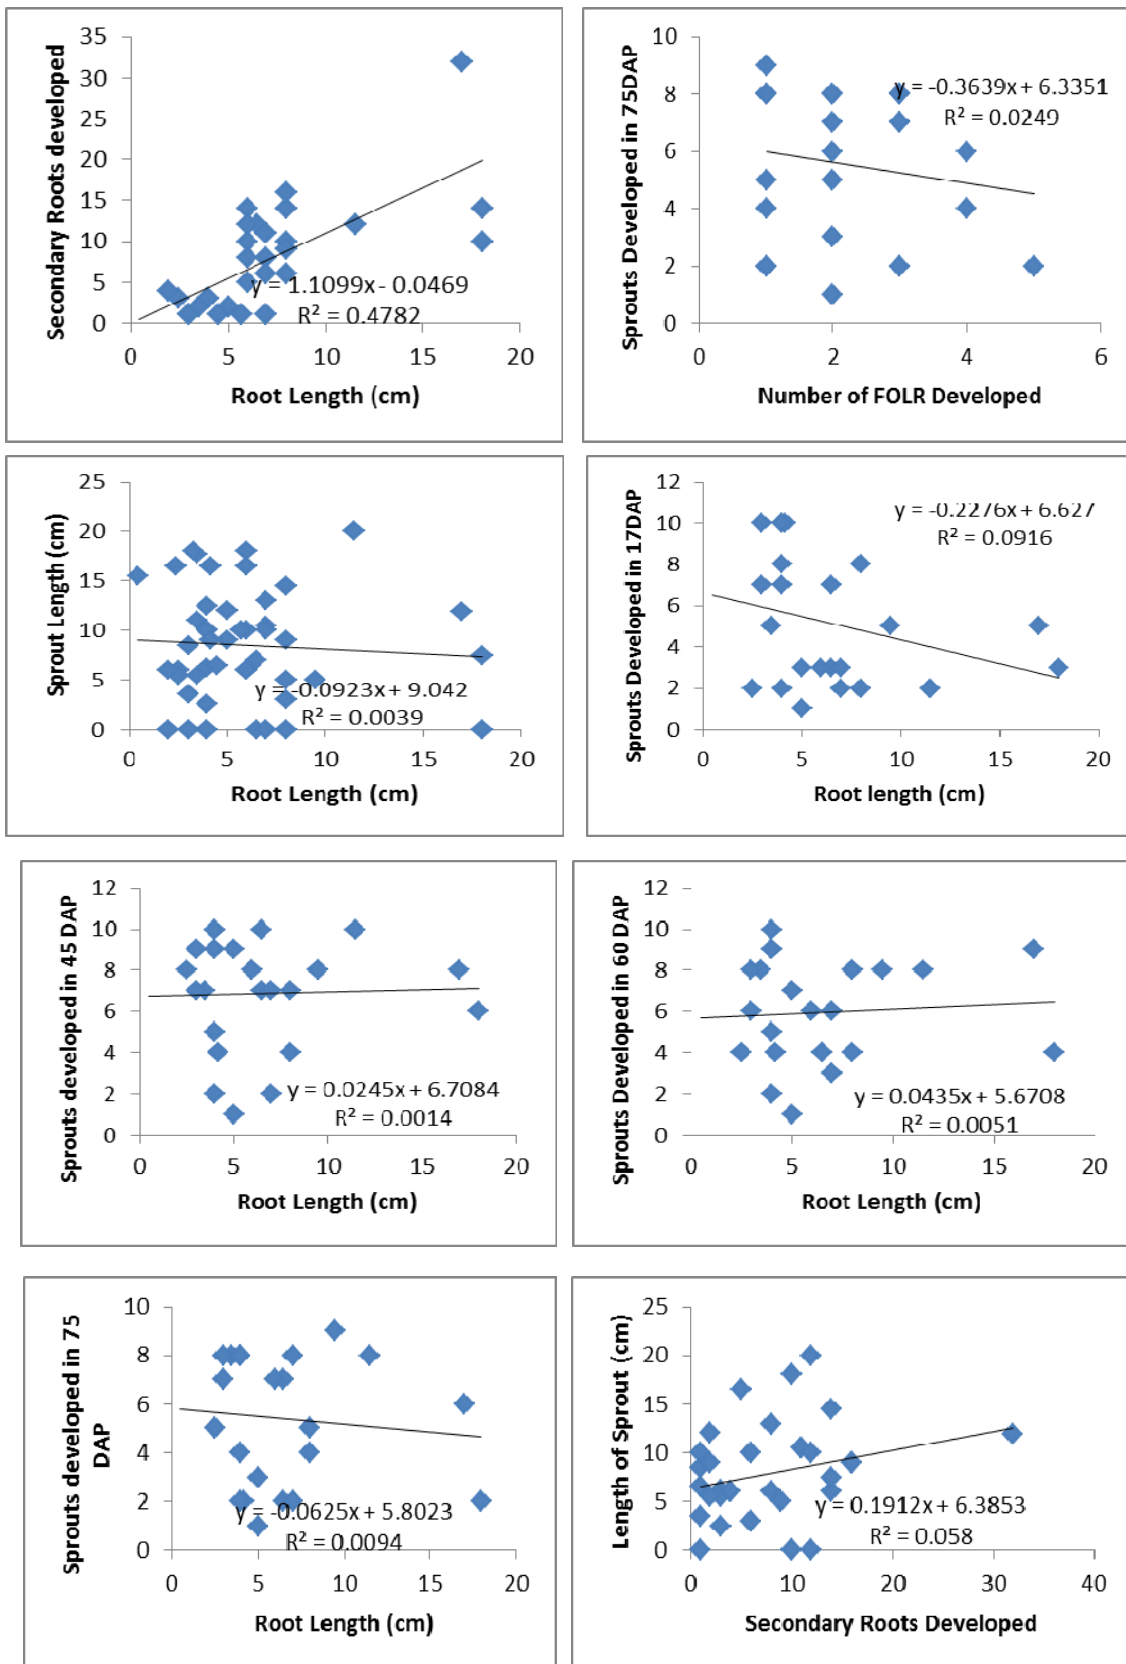 35
30
25
20
15
10
5
0
Secondary Roots developed
y = 1.1099x - 0.0469
R² = 0.4782
0 5 10 15 20
Root Length (cm)
10
8
6
4
2
0
Sprouts Developed in 75DAP
y = -0.3639x + 6.3351
R² = 0.0249
0 2 4 6
Number of FOLR Developed
25
20
15
10
5
0
Sprout Length (cm)
y = -0.0923x + 9.042
R² = 0.0039
0 5 10 15 20
Root Length (cm)
12
10
8
6
4
2
0
Sprouts Developed in 17DAP
y = -0.2276x + 6.627
R² = 0.0916
0 5 10 15 20
Root length (cm)
12
10
8
6
4
2
0
Sprouts developed in 45 DAP
y = 0.0245x + 6.7084
R² = 0.0014
0 5 10 15 20
Root Length (cm)
12
10
8
6
4
2
0
Sprouts Developed in 60 DAP
y = 0.0435x + 5.6708
R² = 0.0051
0 5 10 15 20
Root Length (cm)
10
8
6
4
2
0
Sprouts developed in 75
DAP
y = -0.0625x + 5.8023
R² = 0.0094
0 5 10 15 20
Root Length (cm)
25
20
15
10
5
0
Length of Sprout (cm)
y = 0.1912x + 6.3853
R² = 0.058
0 10 20 30 40
Secondary Roots Developed